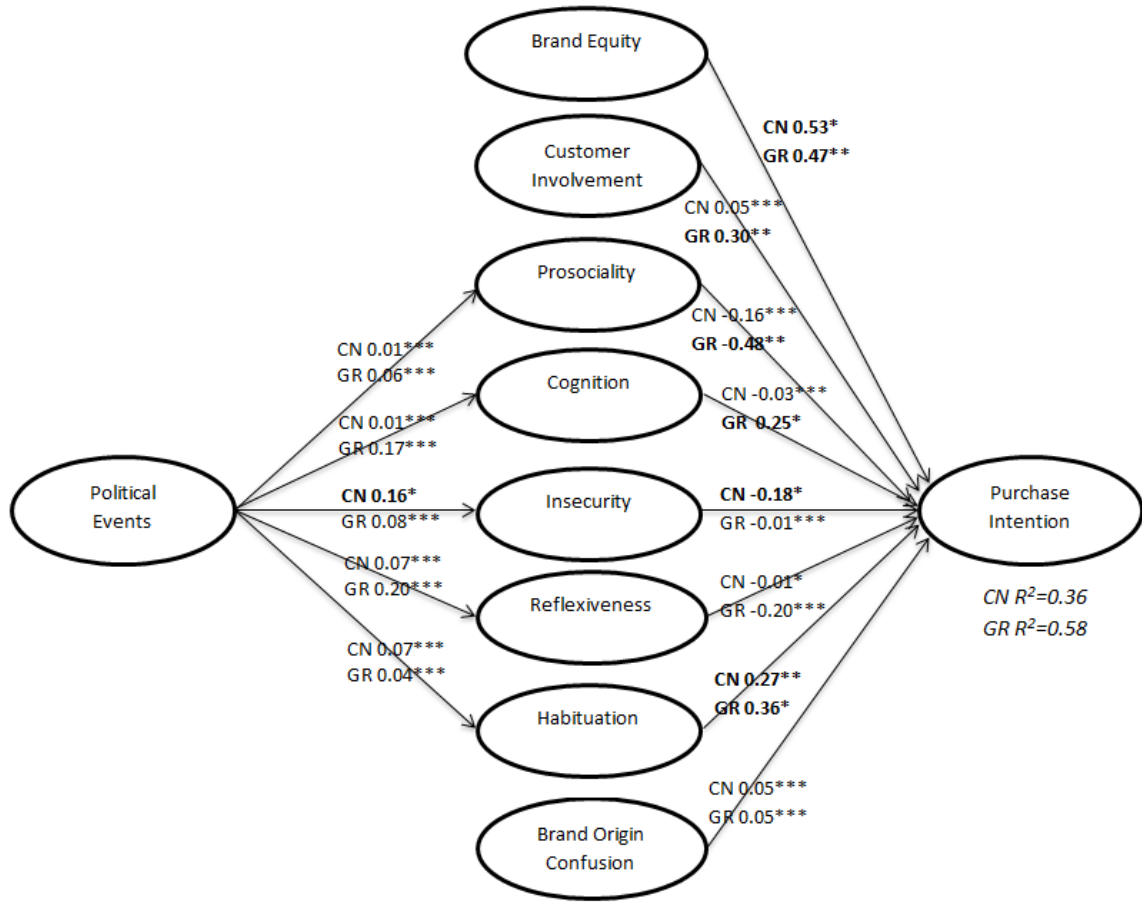 Brand Equity
CN 0.53*
GR 0.47**
Customer
Involvement
CN 0.05***
GR 0.30**
Prosociality
CN -0.16***
GR -0.48**
CN 0.01***
GR 0.06***
Cognition
CN -0.03***
GR 0.25*
CN 0.01***
GR 0.17***
Political
Events
CN 0.16*
GR 0.08***
Insecurity
CN -0.18*
GR -0.01***
Purchase
Intention
CN R²=0.36
GR R²=0.58
CN 0.07***
GR 0.20***
Reflexiveness
CN -0.01*
GR -0.20***
CN 0.07***
GR 0.04***
Habituation
CN 0.27**
GR 0.36*
CN 0.05***
GR 0.05***
Brand Origin
Confusion